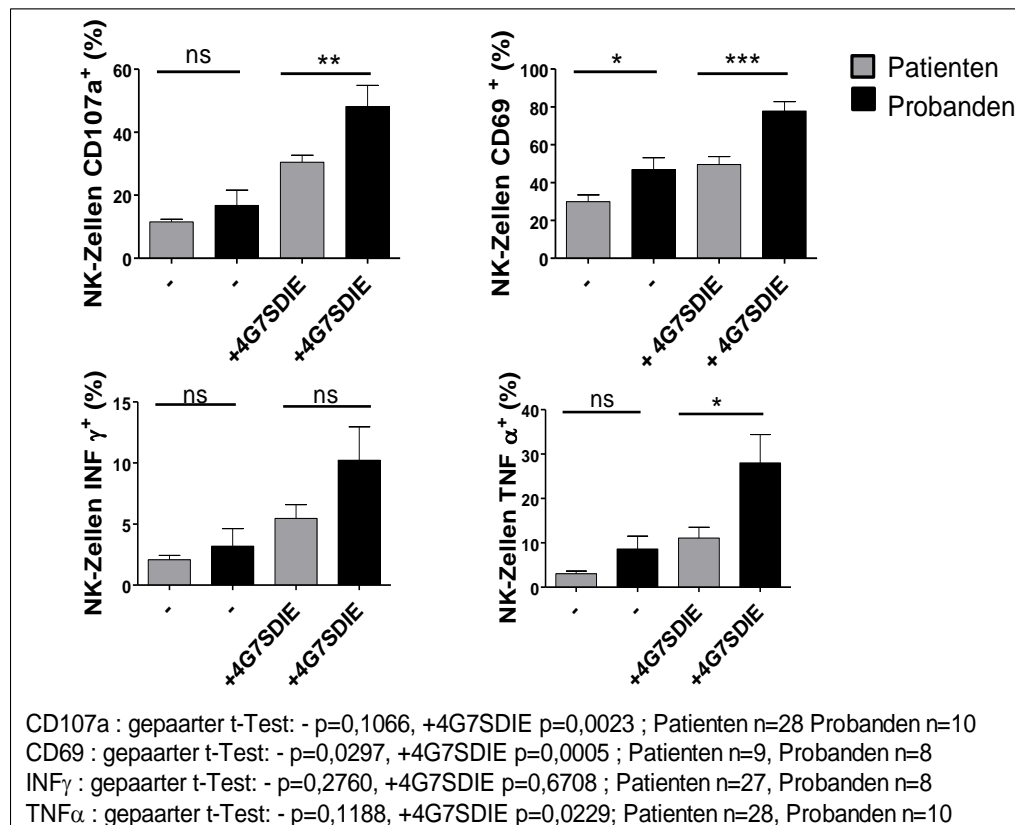 NK-Zellen CD107a⁺ (%)
60
40
20
0
ns
**
-
-
+4G7SDIE
+4G7SDIE
NK-Zellen CD69 ⁺ (%)
100
80
60
40
20
0
*
***
-
-
+ 4G7SDIE
+ 4G7SDIE
Patienten
Probanden
NK-Zellen INF γ⁺ (%)
15
10
5
0
ns
ns
-
-
+4G7SDIE
+4G7SDIE
NK-Zellen TNF α⁺ (%)
40
30
20
10
0
ns
*
-
-
+4G7SDIE
+4G7SDIE
CD107a : gepaarter t-Test: - p=0,1066, +4G7SDIE p=0,0023 ; Patienten n=28 Probanden n=10
CD69 : gepaarter t-Test: - p=0,0297, +4G7SDIE p=0,0005 ; Patienten n=9, Probanden n=8
INFγ : gepaarter t-Test: - p=0,2760, +4G7SDIE p=0,6708 ; Patienten n=27, Probanden n=8
TNFα : gepaarter t-Test: - p=0,1188, +4G7SDIE p=0,0229; Patienten n=28, Probanden n=10